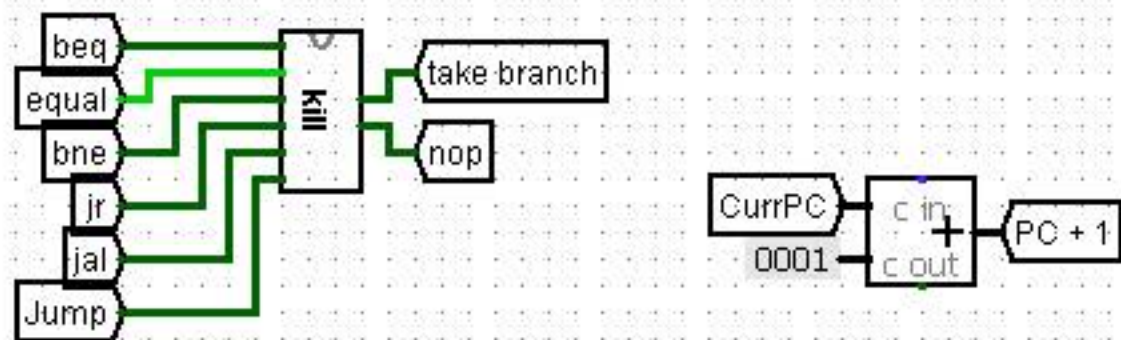 beq
equal
bne
jr
jal
Jump
kill
take branch
nop
CurrPC
0001
c in
+
c out
PC + 1